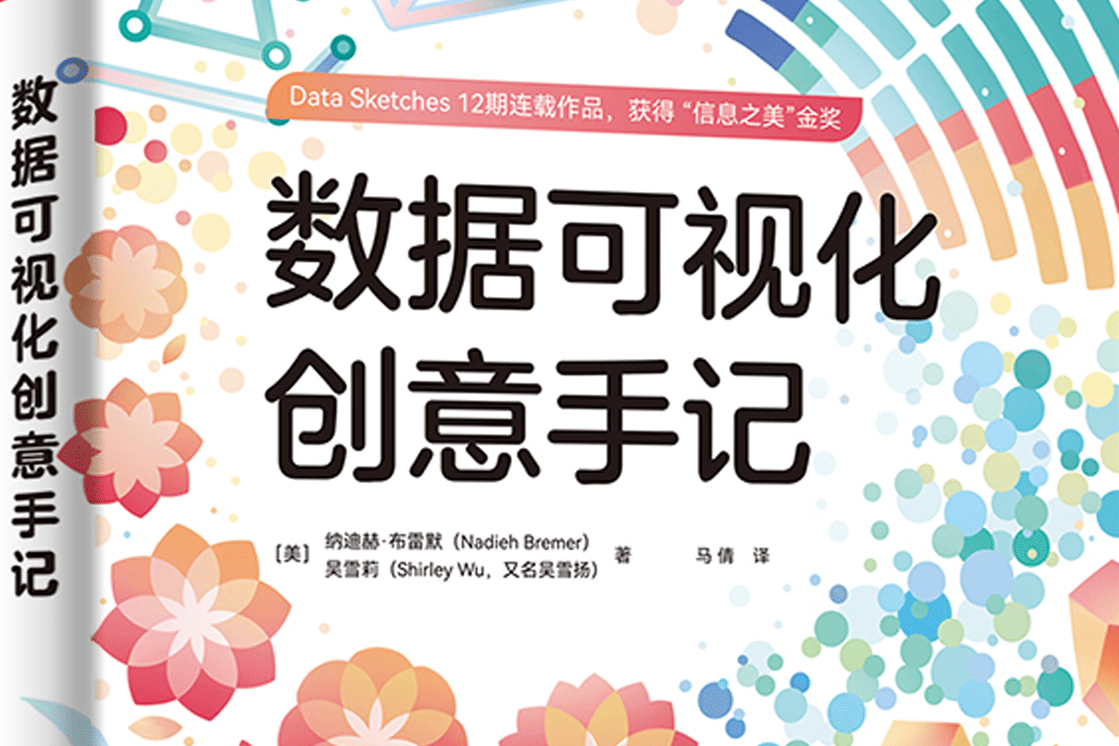 数据可视化创意手记
Data Sketches 12期连载作品，获得 “信息之美”金奖
数据可视化
创意手记
[美] 纳迪赫·布雷默（Nadieh Bremer）
吴雪莉（Shirley Wu，又名吴雪扬） 著 马倩 译